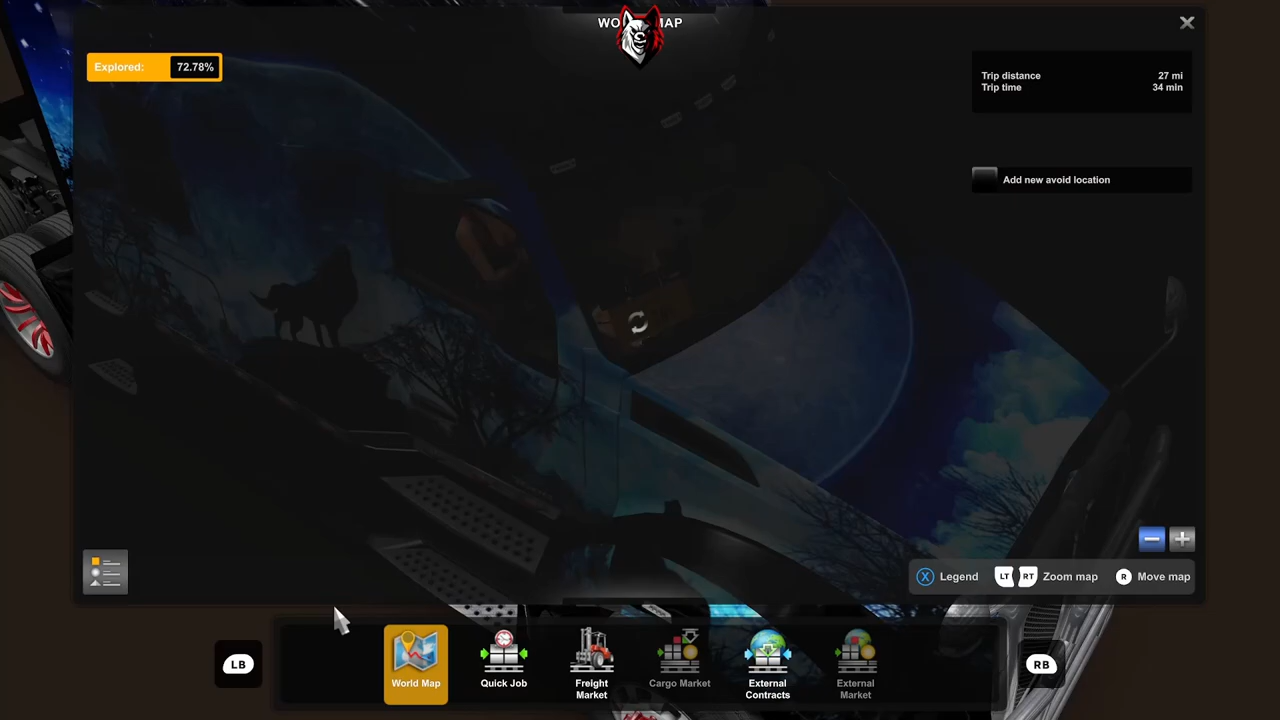 WO MAP
Explored: 72.78%
Trip distance 27 mi
Trip time 34 min
Add new avoid location
X Legend LT RT Zoom map R Move map
LB
World Map
Quick Job
Freight
Market
Cargo Market
External
Contracts
External
Market
RB